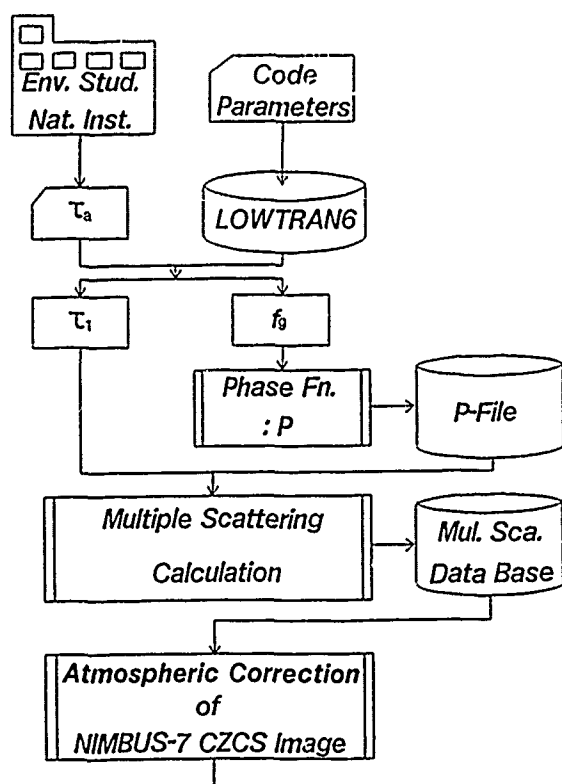 Env. Stud.
Nat. Inst.
Code
Parameters
τa
LOWTRAN6
τ1
fg
Phase Fn.
: P
P-File
Multiple Scattering
Calculation
Mul. Sca.
Data Base
Atmospheric Correction
of
NIMBUS-7 CZCS Image